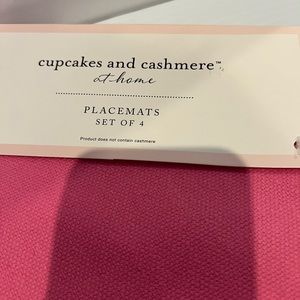 cupcakes and cashmere™
at home
PLACEMATS
SET OF 4
Product does not contain cashmere